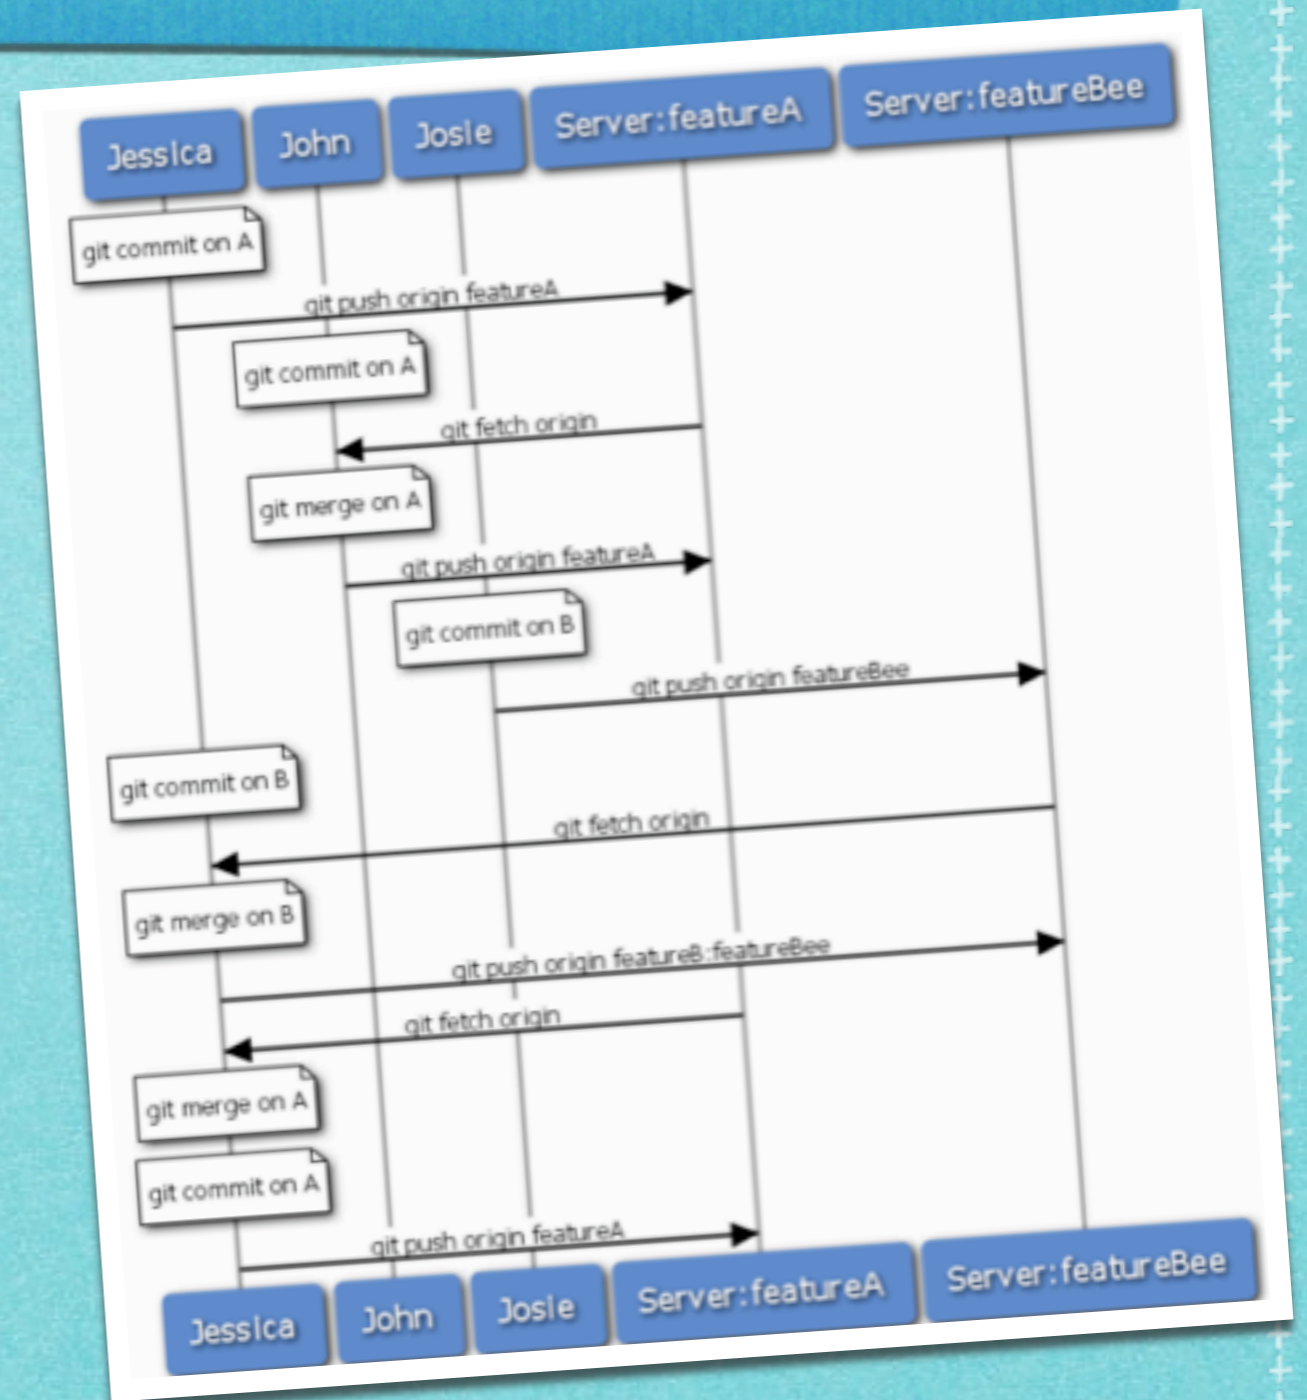 Jessica
John
Josie
Server:featureA
Server:featureBee
git commit on A
git push origin featureA
git commit on A
git fetch origin
git merge on A
git push origin featureA
git commit on B
git push origin featureBee
git commit on B
git fetch origin
git merge on B
git push origin featureB:featureBee
git fetch origin
git merge on A
git commit on A
git push origin featureA
Jessica
John
Josie
Server:featureA
Server:featureBee